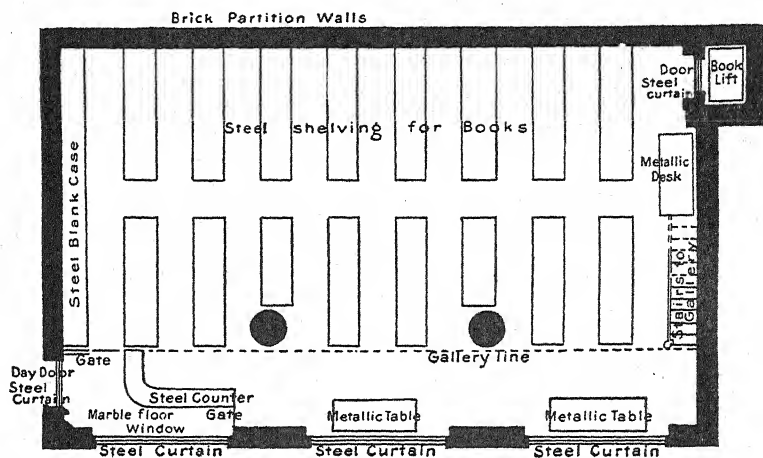 Brick Partition Walls
Door
Steel
curtain
Book
Lift
Steel shelving for Books
Metallic
Desk
Steel Blank Case
Stairs to
Gallery
Gate
Gallery line
Day Door
Steel
Curtain
Steel Counter
Marble floor
Gate
Window
Metallic Table
Metallic Table
Steel Curtain
Steel Curtain
Steel Curtain